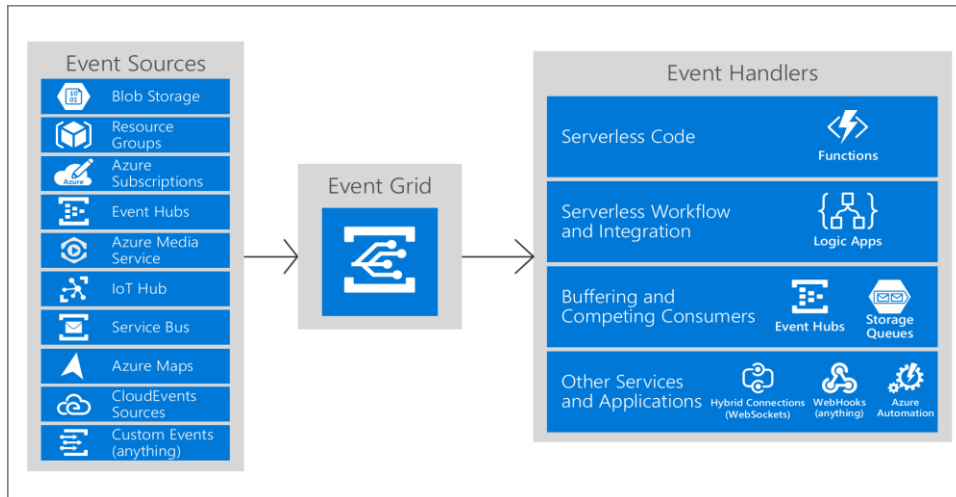 Event Sources
10
01
Blob Storage
Resource
Groups
Azure
Azure
Subscriptions
Event Hubs
Azure Media
Service
IoT Hub
Service Bus
Azure Maps
CloudEvents
Sources
Custom Events
(anything)
Event Grid
Event Handlers
Serverless Code
Functions
Serverless Workflow
and Integration
Logic Apps
Buffering and
Competing Consumers
Event Hubs
Storage
Queues
Other Services
and Applications
Hybrid Connections
(WebSockets)
WebHooks
(anything)
Azure
Automation